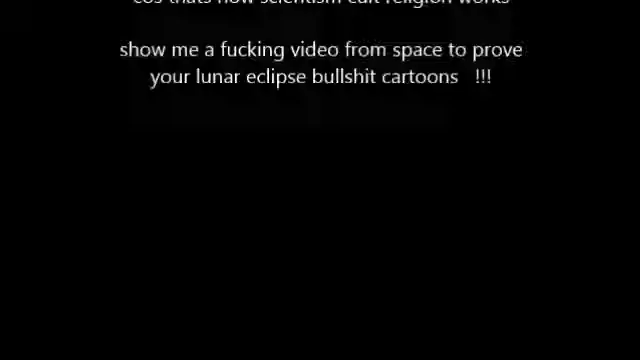 cos thats how scientism cult religion works
show me a fucking video from space to prove
your lunar eclipse bullshit cartoons !!!